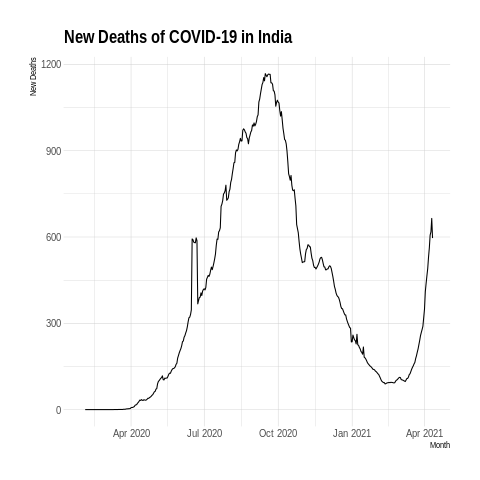 New Deaths of COVID-19 in India
New Deaths
1200
900
600
300
0
Apr 2020
Jul 2020
Oct 2020
Jan 2021
Apr 2021
Month